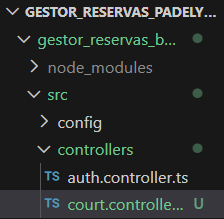 GESTOR_RESERVAS_PADELY...
gestor_reservas_b...
node_modules
src
config
controllers
TS auth.controller.ts
TS court.controlle... U